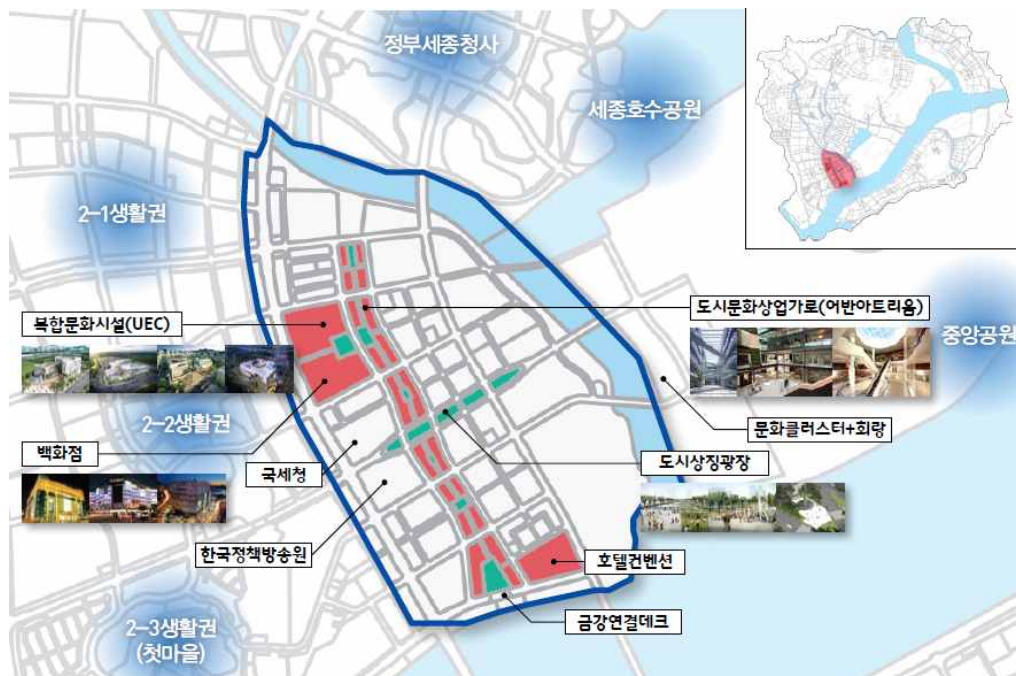 정부세종청사
세종호수공원
2-1생활권
복합문화시설(UEC)
도시문화상업가로(어반아트리움)
중앙공원
2-2생활권
백화점
국세청
문화클러스터+회랑
도시상징광장
한국정책방송원
호텔컨벤션
금강연결데크
2-3생활권
(첫마을)